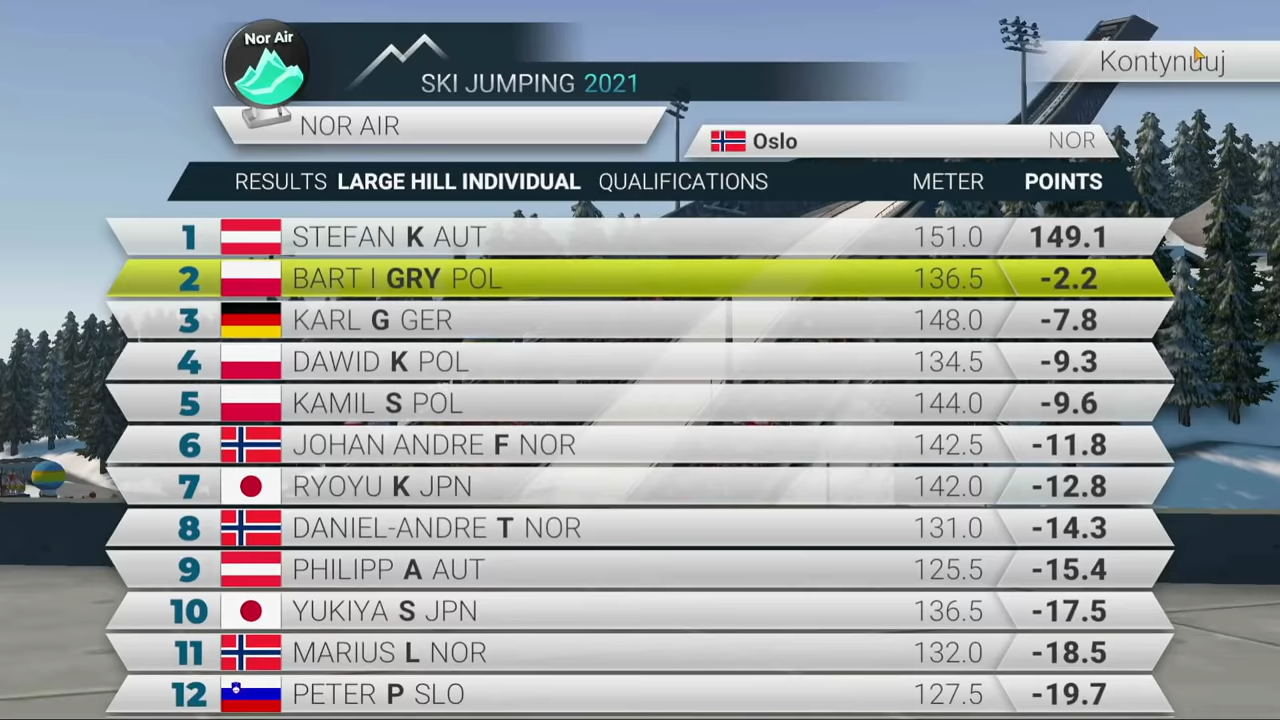 Nor Air
SKI JUMPING 2021
Kontynuuj
NOR AIR
Oslo NOR
RESULTS LARGE HILL INDIVIDUAL QUALIFICATIONS METER POINTS
1 STEFAN K AUT 151.0 149.1
2 BART I GRY POL 136.5 -2.2
3 KARL G GER 148.0 -7.8
4 DAWID K POL 134.5 -9.3
5 KAMIL S POL 144.0 -9.6
6 JOHAN ANDRE F NOR 142.5 -11.8
7 RYOYU K JPN 142.0 -12.8
8 DANIEL-ANDRE T NOR 131.0 -14.3
9 PHILIPP A AUT 125.5 -15.4
10 YUKIYA S JPN 136.5 -17.5
11 MARIUS L NOR 132.0 -18.5
12 PETER P SLO 127.5 -19.7